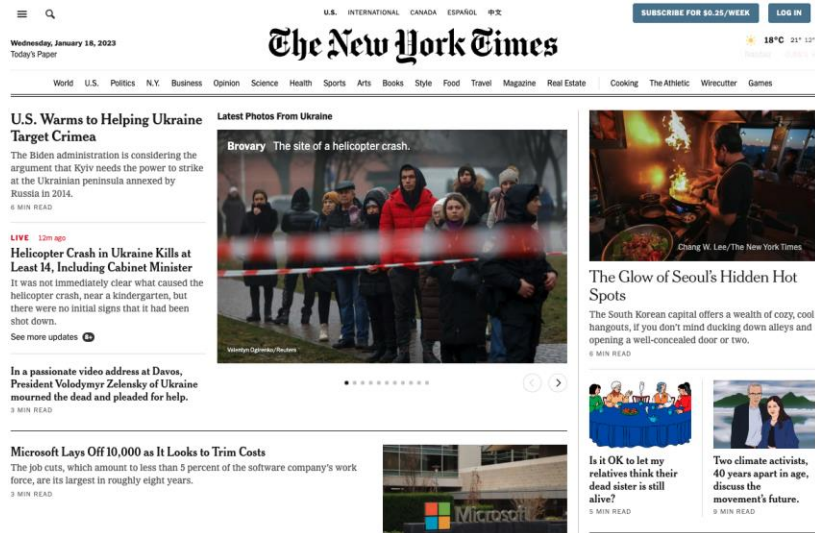 U.S. INTERNATIONAL CANADA ESPAÑOL 中文
SUBSCRIBE FOR $0.25/WEEK
LOG IN
Wednesday, January 18, 2023
Today's Paper
The New York Times
18°C 21° 12°
World U.S. Politics N.Y. Business Opinion Science Health Sports Arts Books Style Food Travel Magazine Real Estate Cooking The Athletic Wirecutter Games
U.S. Warms to Helping Ukraine
Target Crimea
The Biden administration is considering the
argument that Kyiv needs the power to strike
at the Ukrainian peninsula annexed by
Russia in 2014.
6 MIN READ
LIVE 12m ago
Helicopter Crash in Ukraine Kills at
Least 14, Including Cabinet Minister
It was not immediately clear what caused the
helicopter crash, near a kindergarten, but
there were no initial signs that it had been
shot down.
See more updates 9+
In a passionate video address at Davos,
President Volodymyr Zelensky of Ukraine
mourned the dead and pleaded for help.
3 MIN READ
Latest Photos From Ukraine
Brovary The site of a helicopter crash.
Valentyn Ogirenko/Reuters
Microsoft Lays Off 10,000 as It Looks to Trim Costs
The job cuts, which amount to less than 5 percent of the software company's work
force, are its largest in roughly eight years.
3 MIN READ
Microsoft
Chang W. Lee/The New York Times
The Glow of Seoul's Hidden Hot
Spots
The South Korean capital offers a wealth of cozy, cool
hangouts, if you don't mind ducking down alleys and
opening a well-concealed door or two.
6 MIN READ
Is it OK to let my
relatives think their
dead sister is still
alive?
5 MIN READ
Two climate activists,
40 years apart in age,
discuss the
movement's future.
9 MIN READ